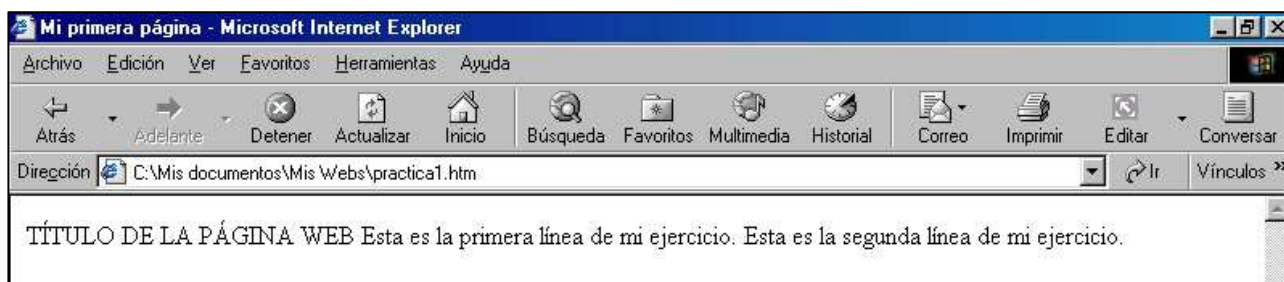 Mi primera página - Microsoft Internet Explorer
Archivo Edición Ver Favoritos Herramientas Ayuda
Atrás Adelante Detener Actualizar Inicio Búsqueda Favoritos Multimedia Historial Correo Imprimir Editar Conversar
Dirección C:\Mis documentos\Mis Webs\practica1.htm Ir Vínculos »
TÍTULO DE LA PÁGINA WEB Esta es la primera línea de mi ejercicio. Esta es la segunda línea de mi ejercicio.